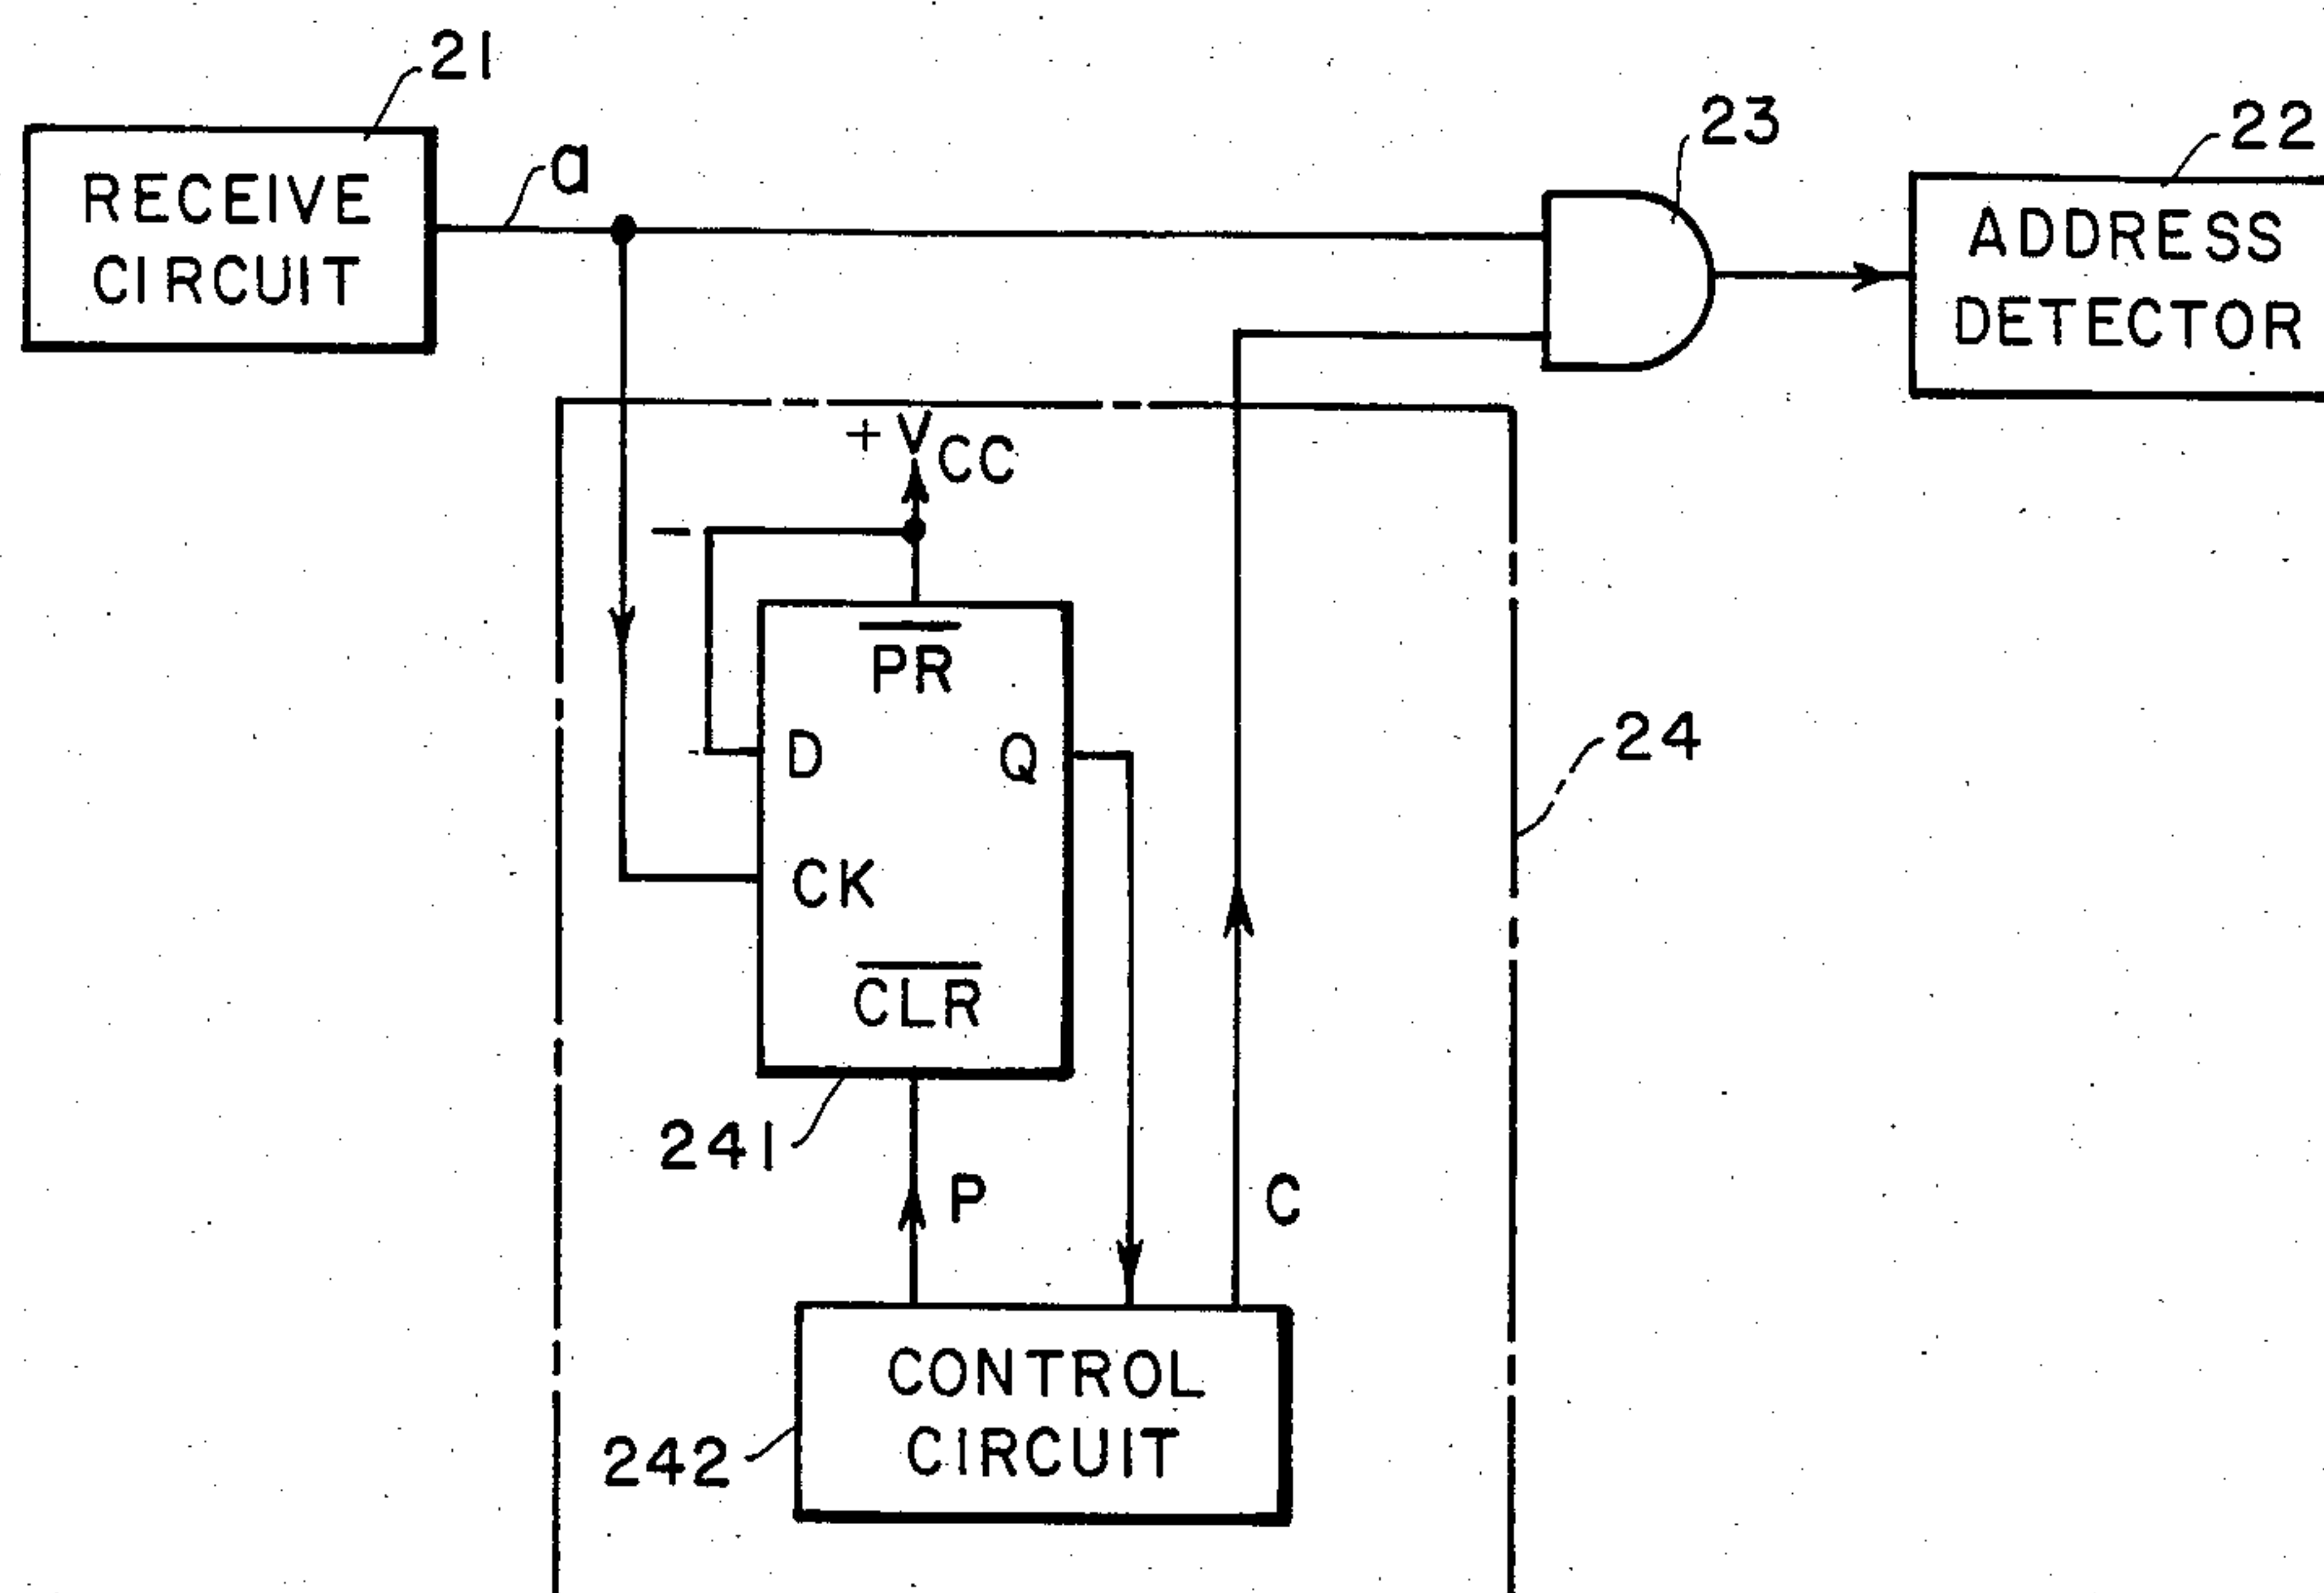 21
RECEIVE
CIRCUIT
a
23
22
ADDRESS
DETECTOR
+VCC
PR
D
Q
CK
CLR
24
241
P
C
CONTROL
CIRCUIT
242